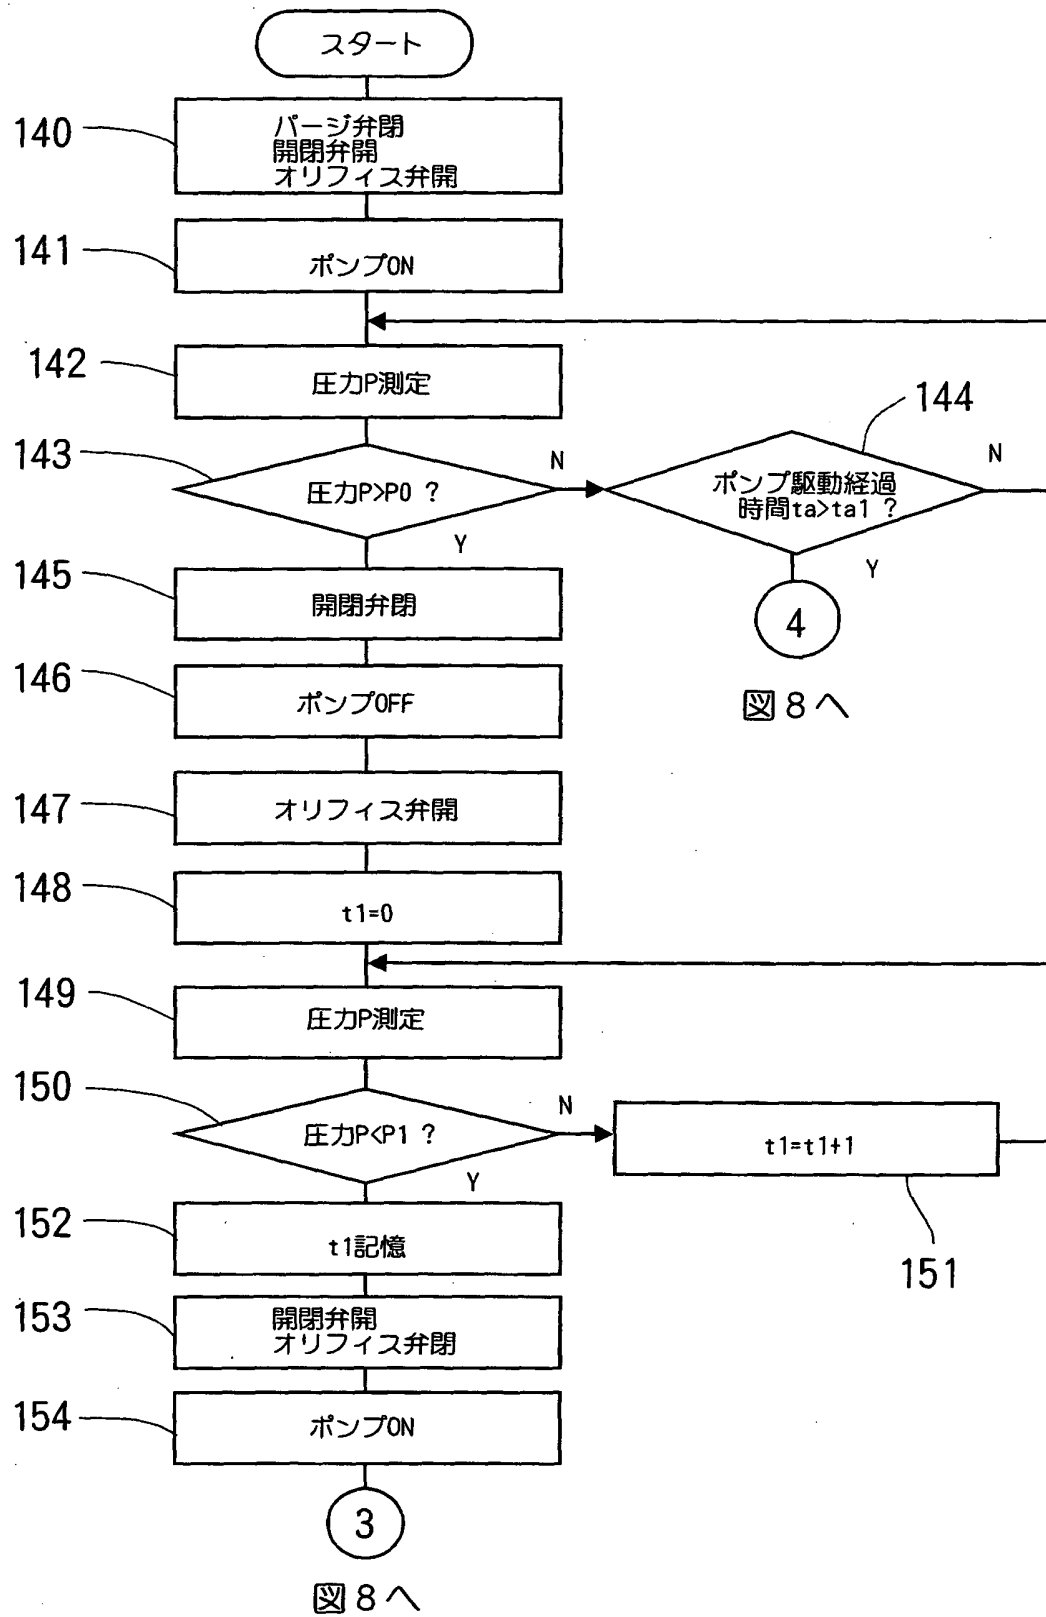 スタート
140
パージ弁閉
開閉弁開
オリフィス弁開
141
ポンプON
142
圧力P測定
143
圧力P>P0 ?
N
144
ポンプ駆動経過
時間ta>ta1 ?
N
Y
Y
4
図8へ
145
開閉弁閉
146
ポンプOFF
147
オリフィス弁開
148
t1=0
149
圧力P測定
150
圧力P<P1 ?
N
t1=t1+1
151
Y
152
t1記憶
153
開閉弁開
オリフィス弁閉
154
ポンプON
3
図8へ